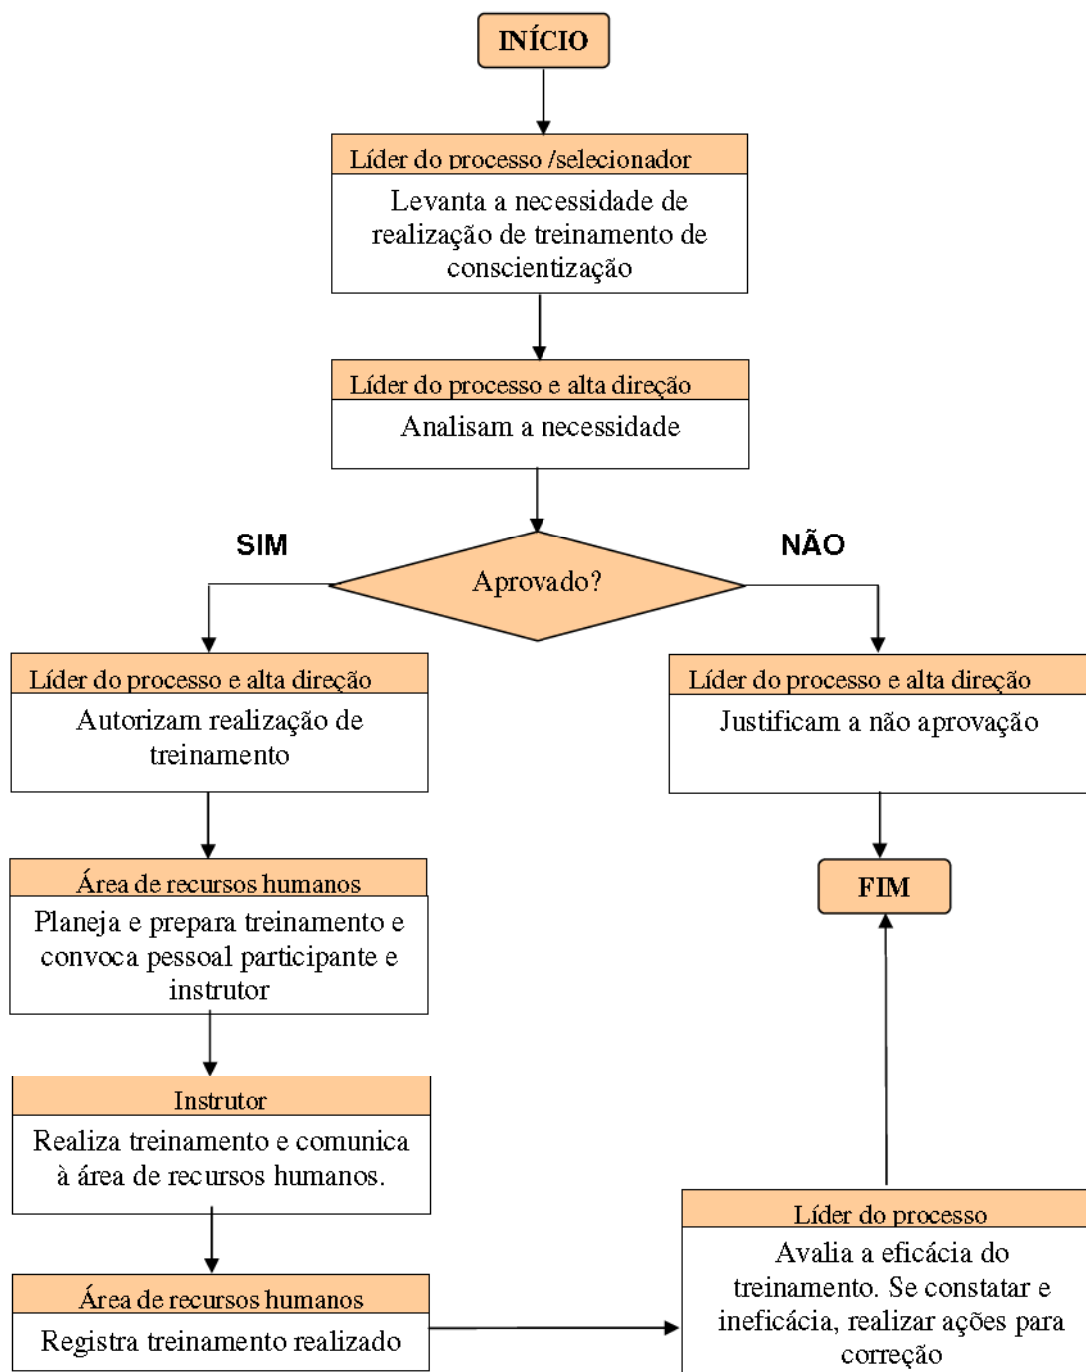 INÍCIO
Líder do processo /selecionador
Levanta a necessidade de
realização de treinamento de
conscientização
Líder do processo e alta direção
Analisam a necessidade
SIM
NÃO
Aprovado?
Líder do processo e alta direção
Autorizam realização de
treinamento
Líder do processo e alta direção
Justificam a não aprovação
Área de recursos humanos
Planeja e prepara treinamento e
convoca pessoal participante e
instrutor
FIM
Instrutor
Realiza treinamento e comunica
à área de recursos humanos.
Área de recursos humanos
Registra treinamento realizado
Líder do processo
Avalia a eficácia do
treinamento. Se constatar e
ineficácia, realizar ações para
correção